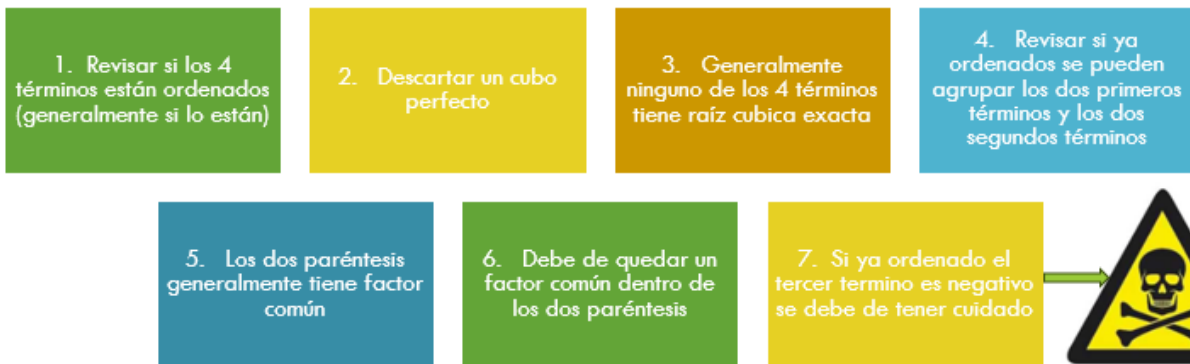 1. Revisar si los 4
términos están ordenados
(generalmente si lo están)
2. Descartar un cubo
perfecto
3. Generalmente
ninguno de los 4 términos
tiene raíz cubica exacta
4. Revisar si ya
ordenados se pueden
agrupar los dos primeros
términos y los dos
segundos términos
5. Los dos paréntesis
generalmente tiene factor
común
6. Debe de quedar un
factor común dentro de
los dos paréntesis
7. Si ya ordenado el
tercer termino es negativo
se debe de tener cuidado